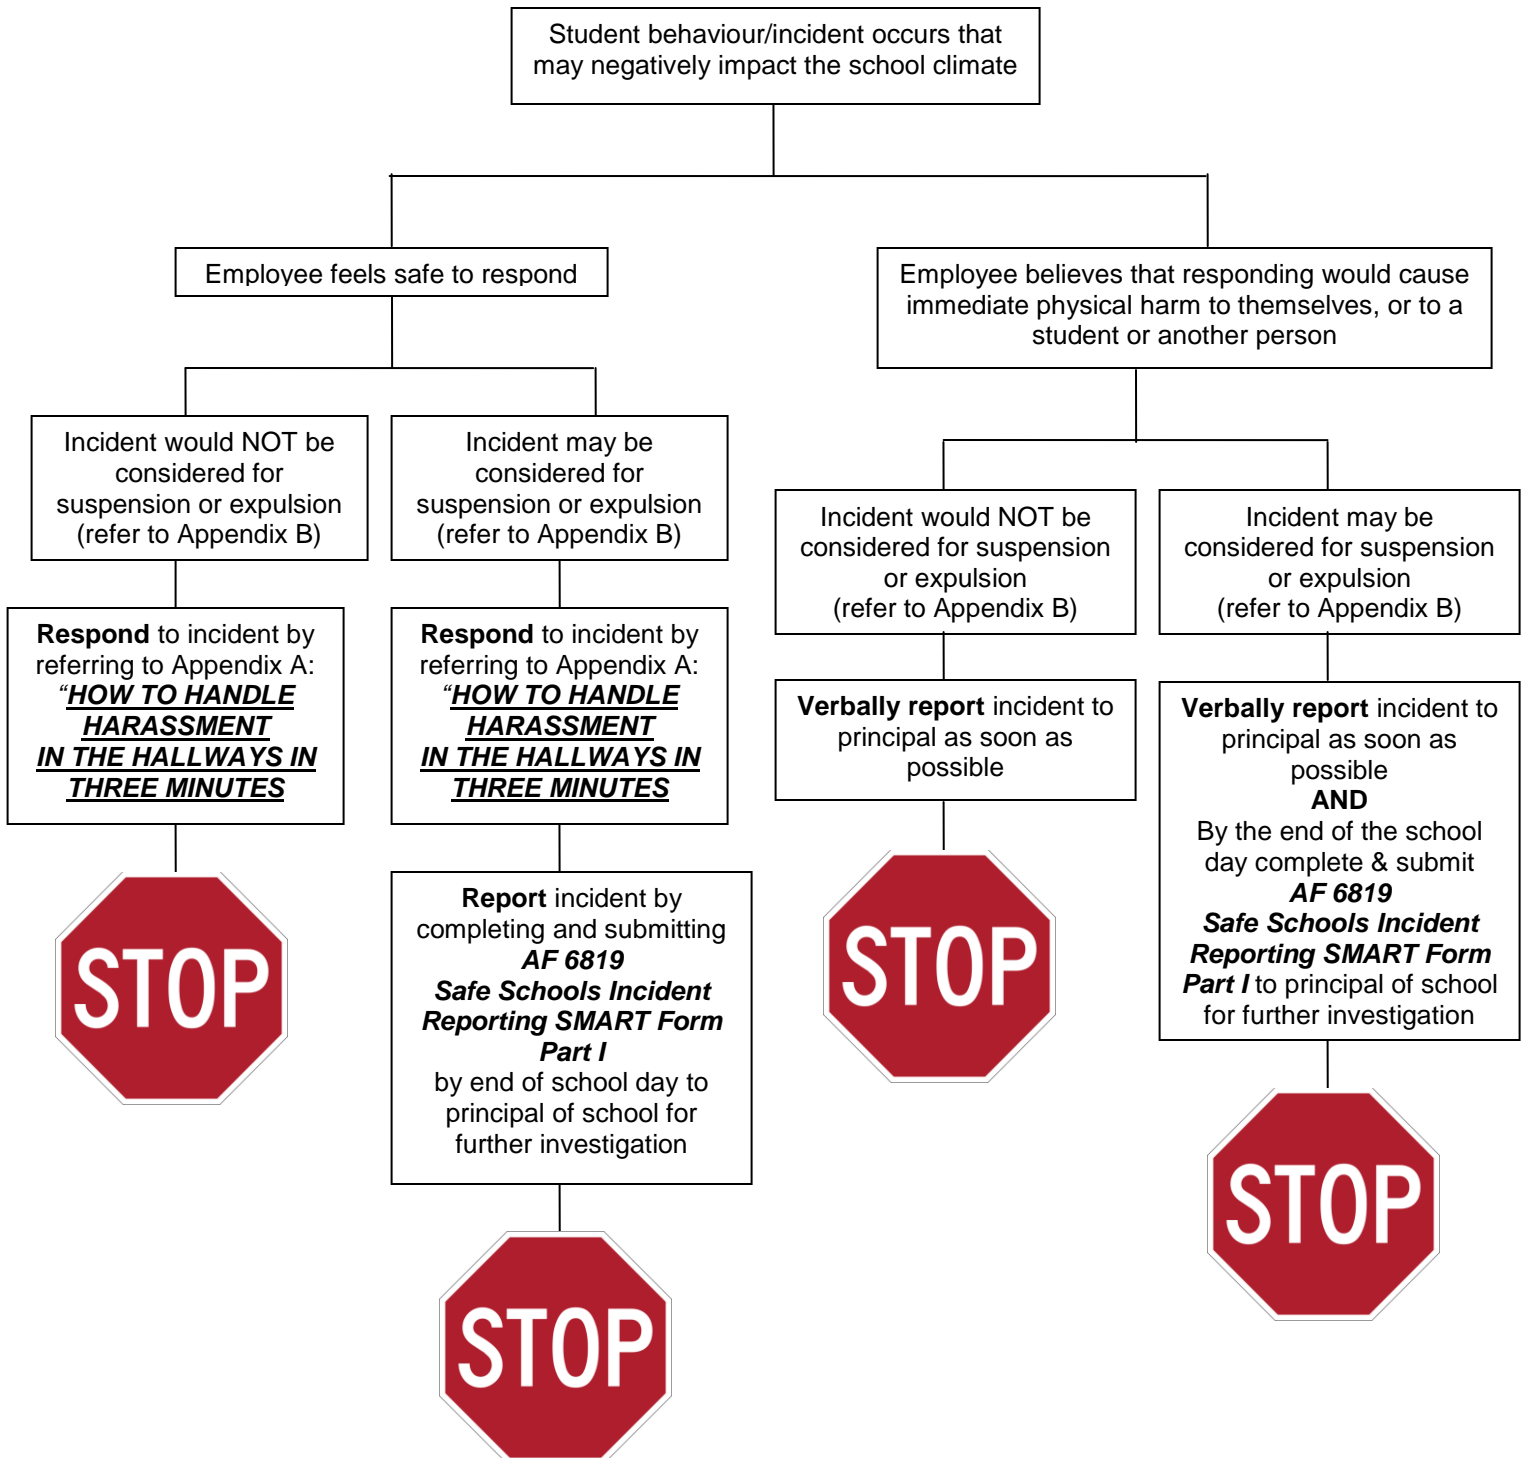 Student behaviour/incident occurs that
may negatively impact the school climate
Employee feels safe to respond
Employee believes that responding would cause
immediate physical harm to themselves, or to a
student or another person
Incident would NOT be
considered for
suspension or expulsion
(refer to Appendix B)
Incident may be
considered for
suspension or expulsion
(refer to Appendix B)
Incident would NOT be
considered for suspension
or expulsion
(refer to Appendix B)
Incident may be
considered for suspension
or expulsion
(refer to Appendix B)
Respond to incident by
referring to Appendix A:
“HOW TO HANDLE
HARASSMENT
IN THE HALLWAYS IN
THREE MINUTES
Respond to incident by
referring to Appendix A:
“HOW TO HANDLE
HARASSMENT
IN THE HALLWAYS IN
THREE MINUTES
Verbally report incident to
principal as soon as
possible
Verbally report incident to
principal as soon as
possible
AND
By the end of the school
day complete & submit
AF 6819
Safe Schools Incident
Reporting SMART Form
Part I to principal of school
for further investigation
STOP
Report incident by
completing and submitting
AF 6819
Safe Schools Incident
Reporting SMART Form
Part I
by end of school day to
principal of school for
further investigation
STOP
STOP
STOP